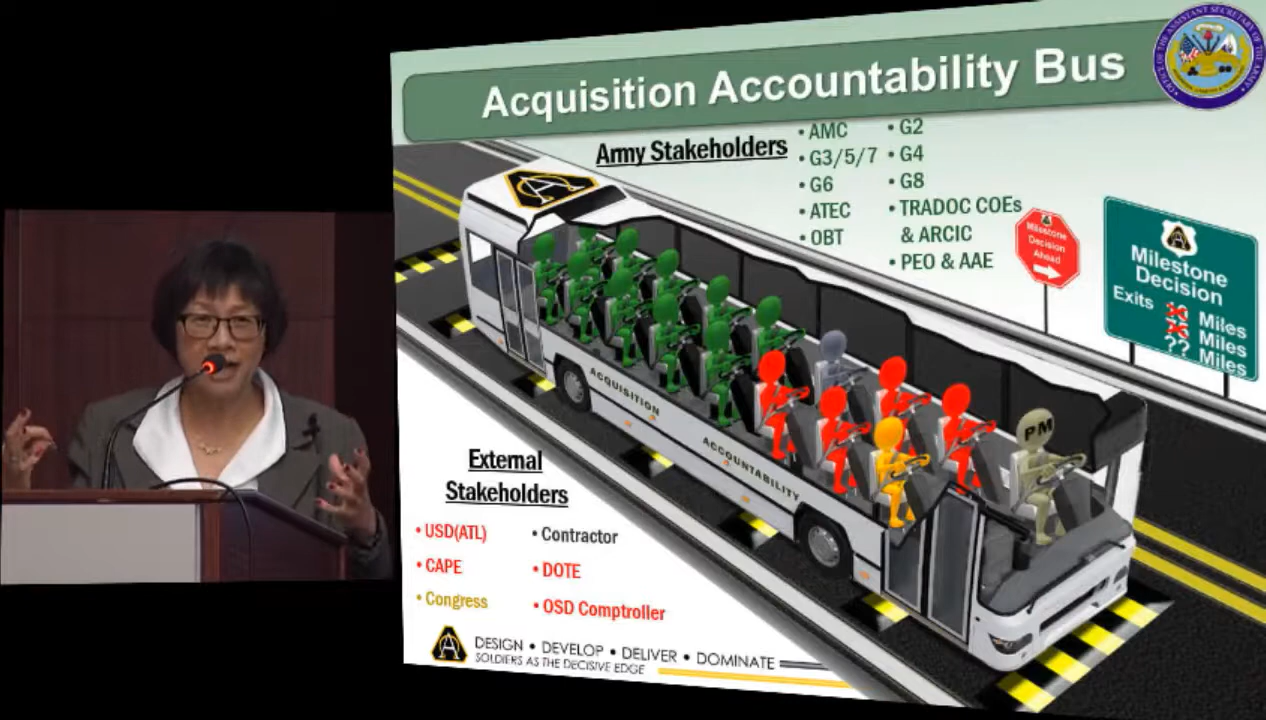 Acquisition Accountability Bus
Army Stakeholders
• AMC
• G3/5/7
• G6
• ATEC
• OBT
• G2
• G4
• G8
• TRADOC COEs
& ARCIC
• PEO & AAE
Milestone
Decision
Ahead
Milestone
Decision
Exits
Miles
Miles
?? Miles
PM
ACQUISITION
ACCOUNTABILITY
External
Stakeholders
• USD(ATL)
• CAPE
• Congress
• Contractor
• DOTE
• OSD Comptroller
DESIGN • DEVELOP • DELIVER • DOMINATE
SOLDIERS AS THE DECISIVE EDGE